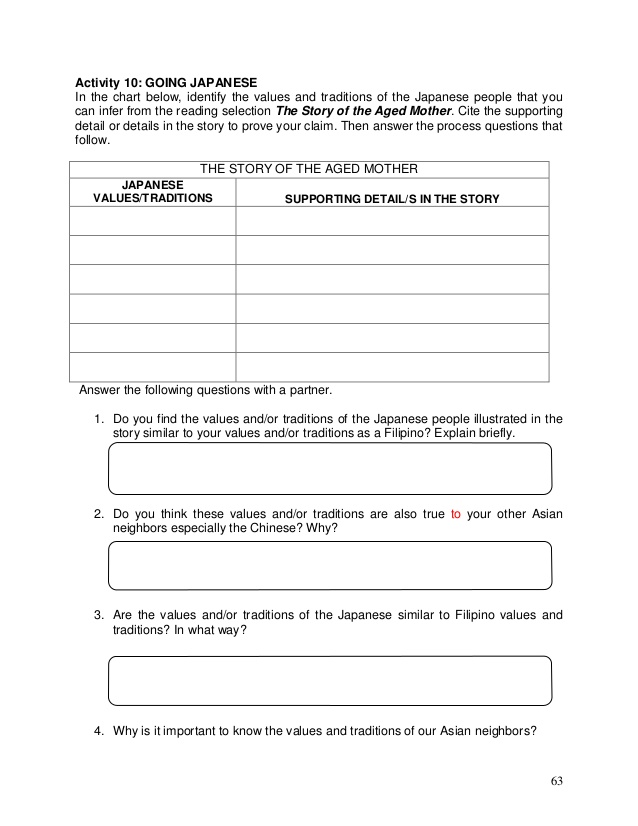 Activity 10: GOING JAPANESE
In the chart below, identify the values and traditions of the Japanese people that you
can infer from the reading selection The Story of the Aged Mother. Cite the supporting
detail or details in the story to prove your claim. Then answer the process questions that
follow.
THE STORY OF THE AGED MOTHER
JAPANESE
VALUES/TRADITIONS
SUPPORTING DETAIL/S IN THE STORY
Answer the following questions with a partner.
1. Do you find the values and/or traditions of the Japanese people illustrated in the
story similar to your values and/or traditions as a Filipino? Explain briefly.
2. Do you think these values and/or traditions are also true to your other Asian
neighbors especially the Chinese? Why?
3. Are the values and/or traditions of the Japanese similar to Filipino values and
traditions? In what way?
4. Why is it important to know the values and traditions of our Asian neighbors?
63